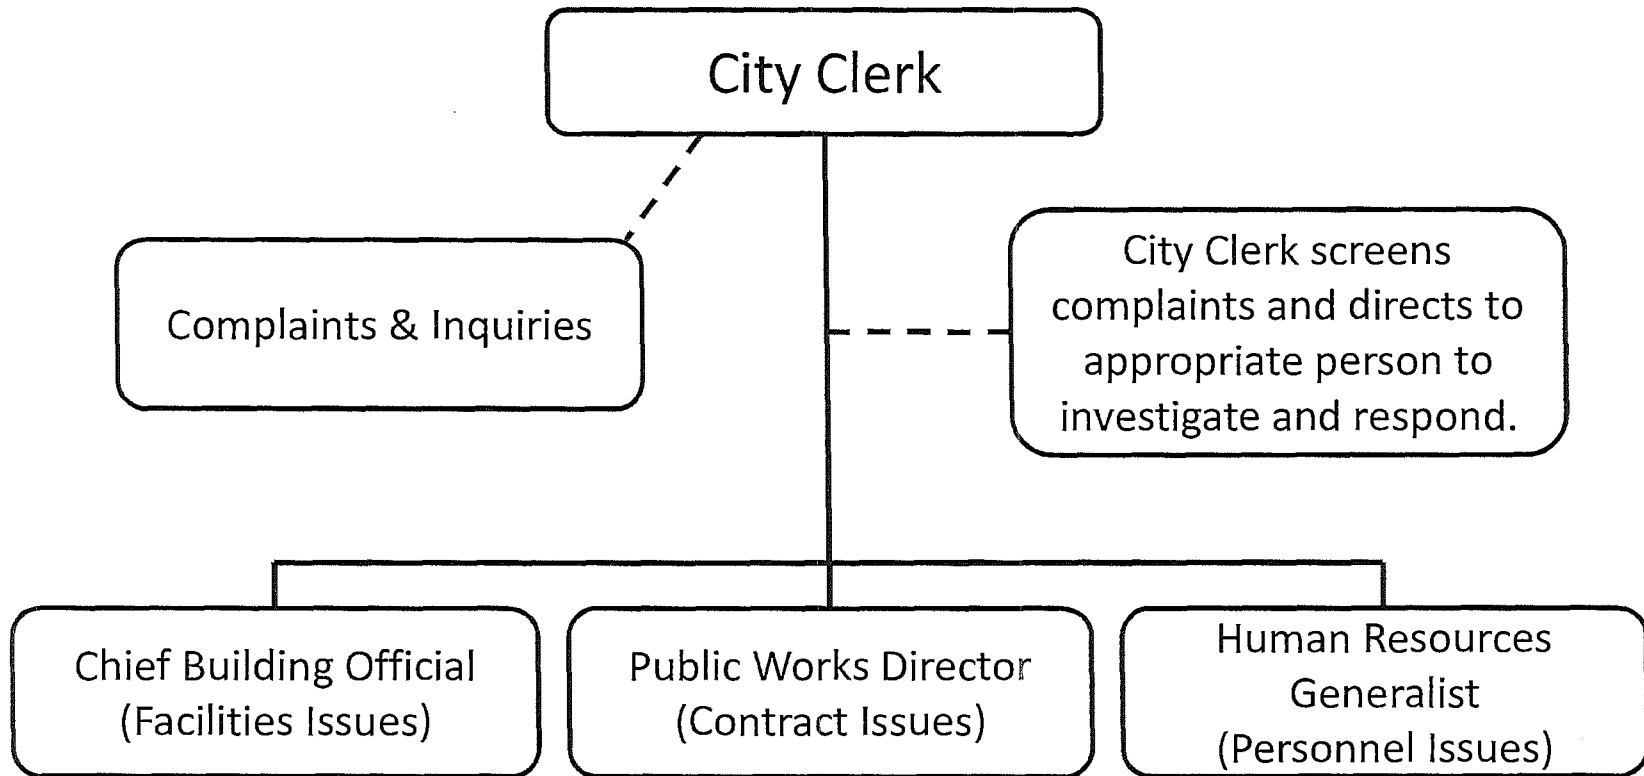 City Clerk
Complaints & Inquiries
City Clerk screens
complaints and directs to
appropriate person to
investigate and respond.
Chief Building Official
(Facilities Issues)
Public Works Director
(Contract Issues)
Human Resources
Generalist
(Personnel Issues)